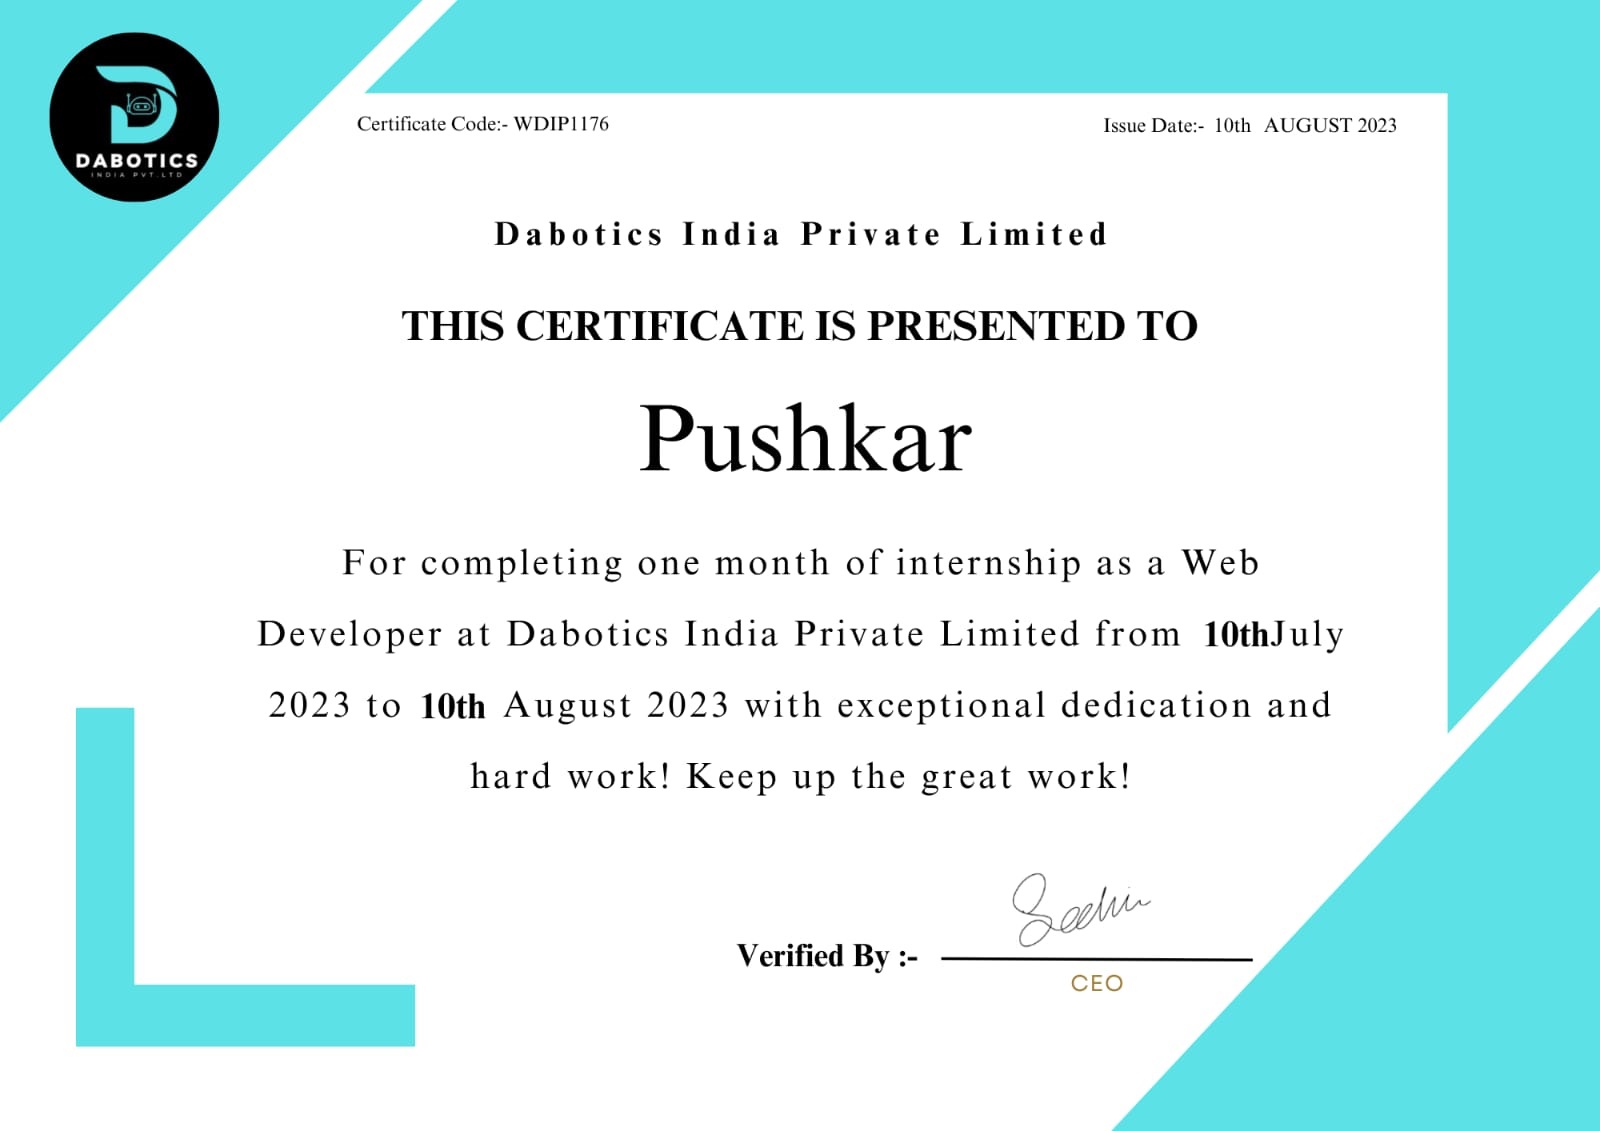 DABOTICS
INDIA PVT.LTD
Certificate Code:- WDIP1176
Issue Date:- 10th AUGUST 2023
Dabotics India Private Limited
THIS CERTIFICATE IS PRESENTED TO
Pushkar
For completing one month of internship as a Web
Developer at Dabotics India Private Limited from 10thJuly
2023 to 10th August 2023 with exceptional dedication and
hard work! Keep up the great work!
Verified By :-
CEO